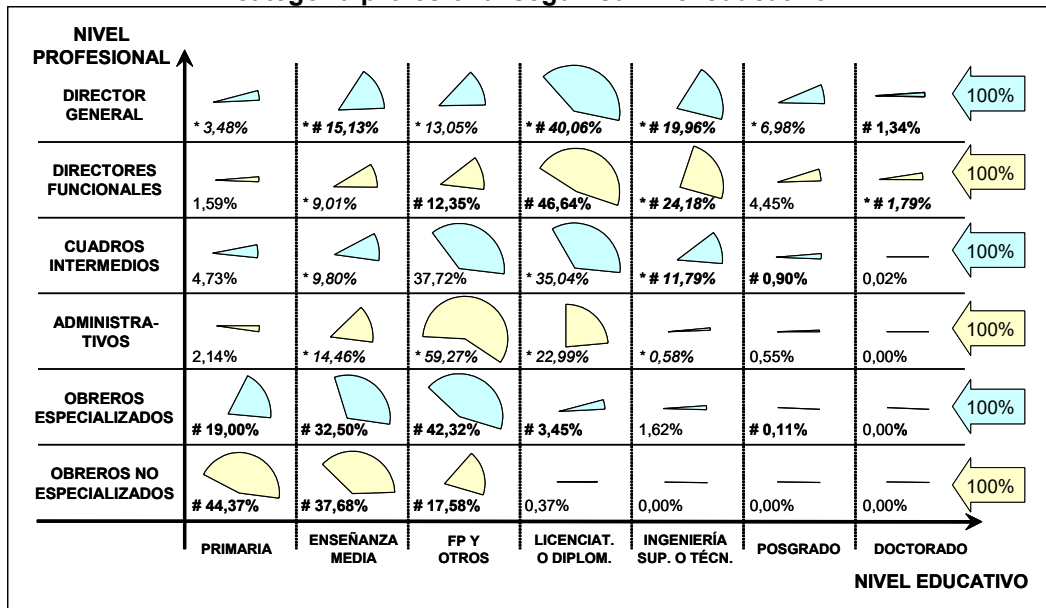 NIVEL
PROFESIONAL
DIRECTOR
GENERAL
* 3,48% * # 15,13% * 13,05% * # 40,06% * # 19,96% * 6,98% # 1,34% 100%
DIRECTORES
FUNCIONALES
1,59% * 9,01% # 12,35% # 46,64% * # 24,18% 4,45% * # 1,79% 100%
CUADROS
INTERMEDIOS
4,73% * 9,80% 37,72% * 35,04% * # 11,79% # 0,90% 0,02% 100%
ADMINISTRA-
TIVOS
2,14% * 14,46% * 59,27% * 22,99% * 0,58% 0,55% 0,00% 100%
OBREROS
ESPECIALIZADOS
# 19,00% # 32,50% # 42,32% # 3,45% 1,62% # 0,11% 0,00% 100%
OBREROS NO
ESPECIALIZADOS
# 44,37% # 37,68% # 17,58% 0,37% 0,00% 0,00% 0,00% 100%
PRIMARIA
ENSEÑANZA
MEDIA
FP Y
OTROS
LICENCIAT.
O DIPLOM.
INGENIERÍA
SUP. O TÉCN.
POSGRADO
DOCTORADO
NIVEL EDUCATIVO